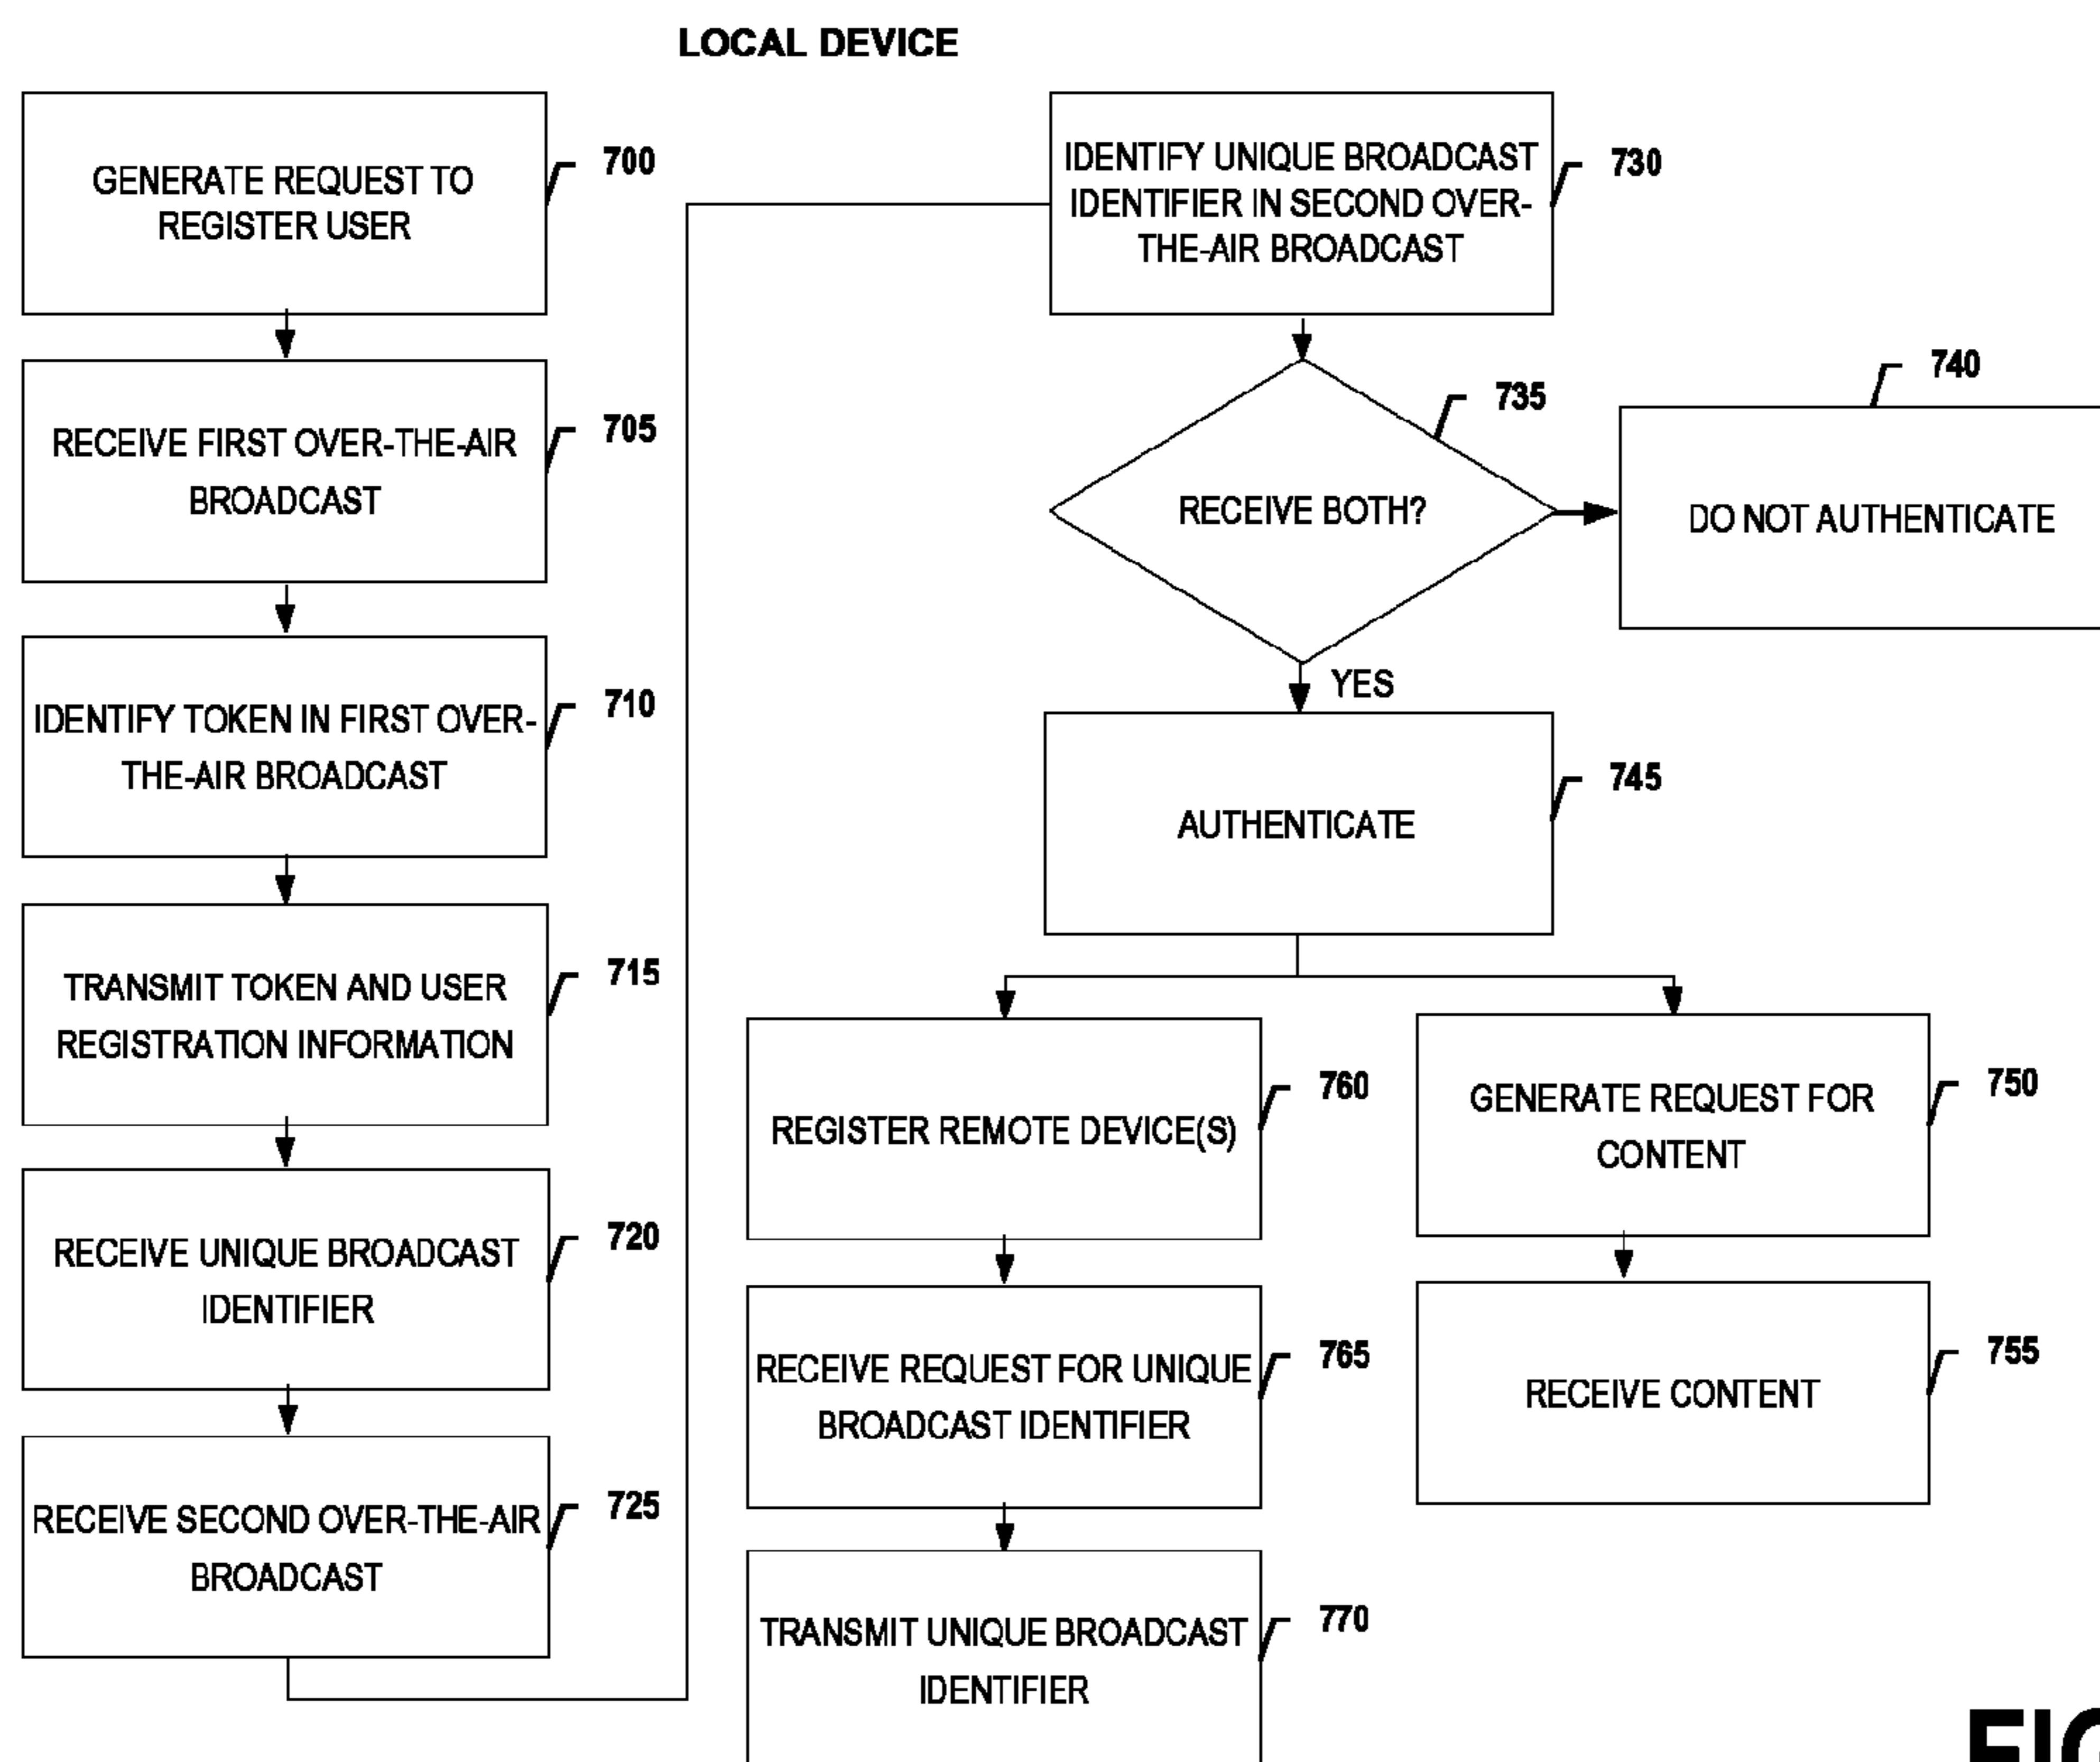 LOCAL DEVICE
GENERATE REQUEST TO
REGISTER USER
700
RECEIVE FIRST OVER-THE-AIR
BROADCAST
705
IDENTIFY TOKEN IN FIRST OVER-
THE-AIR BROADCAST
710
TRANSMIT TOKEN AND USER
REGISTRATION INFORMATION
715
RECEIVE UNIQUE BROADCAST
IDENTIFIER
720
RECEIVE SECOND OVER-THE-AIR
BROADCAST
725
IDENTIFY UNIQUE BROADCAST
IDENTIFIER IN SECOND OVER-
THE-AIR BROADCAST
730
RECEIVE BOTH?
735
DO NOT AUTHENTICATE
740
YES
AUTHENTICATE
745
REGISTER REMOTE DEVICE(S)
760
RECEIVE REQUEST FOR UNIQUE
BROADCAST IDENTIFIER
765
TRANSMIT UNIQUE BROADCAST
IDENTIFIER
770
GENERATE REQUEST FOR
CONTENT
750
RECEIVE CONTENT
755